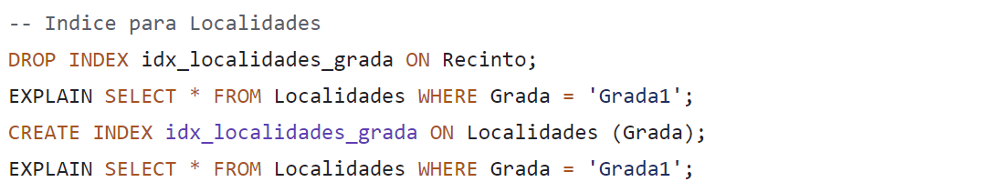 -- Indice para Localidades
DROP INDEX idx_localidades_grada ON Recinto;
EXPLAIN SELECT * FROM Localidades WHERE Grada = 'Grada1';
CREATE INDEX idx_localidades_grada ON Localidades (Grada);
EXPLAIN SELECT * FROM Localidades WHERE Grada = 'Grada1';